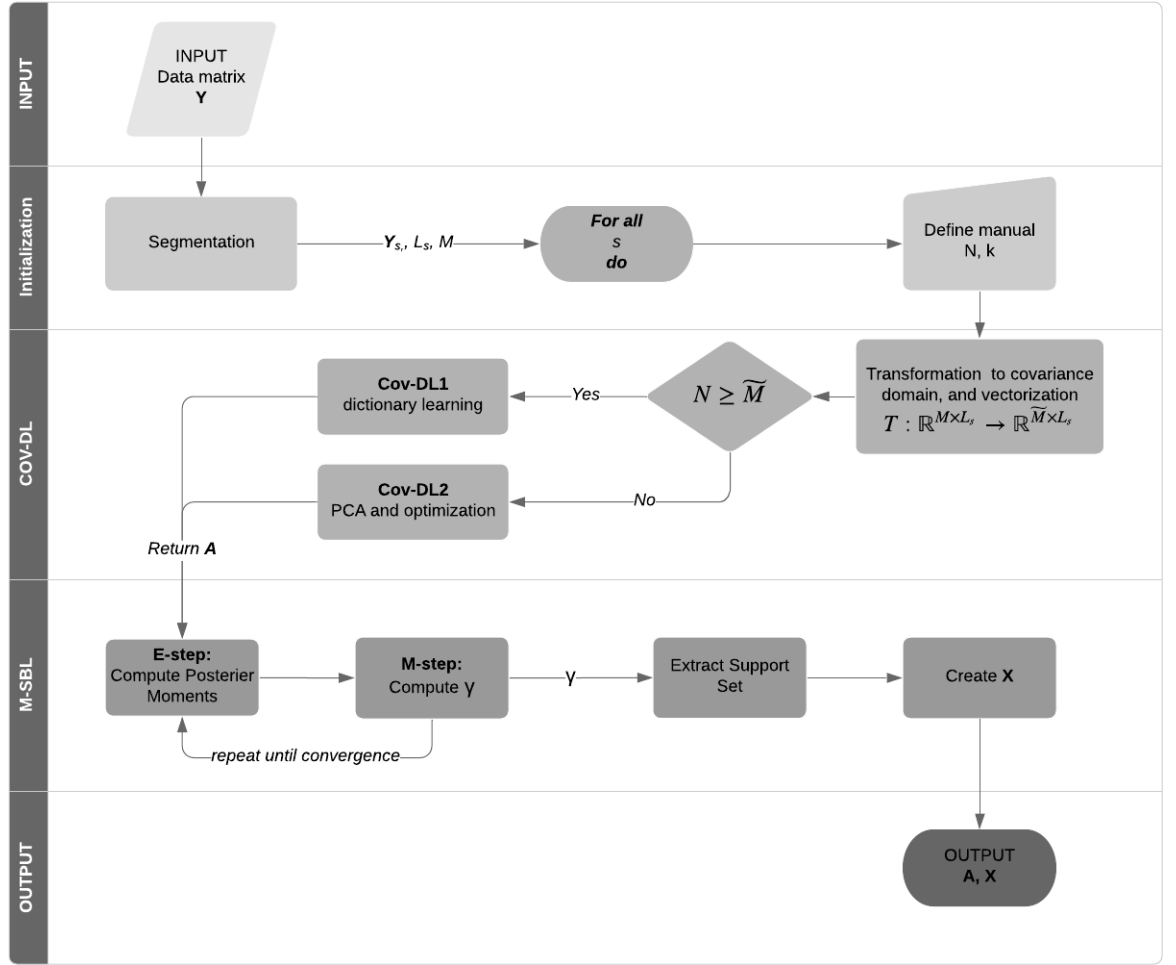 INPUT
INPUT
Data matrix
Y
Initialization
Segmentation
Y_s,, L_s, M
For all
s
do
Define manual
N, k
COV-DL
Cov-DL1
dictionary learning
Yes
N ≥ M̃
Transformation to covariance
domain, and vectorization
T : ℝ^{M×L_s} → ℝ^{M̃×L_s}
Cov-DL2
PCA and optimization
No
Return A
M-SBL
E-step:
Compute Posterier
Moments
M-step:
Compute γ
γ
Extract Support
Set
Create X
repeat until convergence
OUTPUT
OUTPUT
A, X